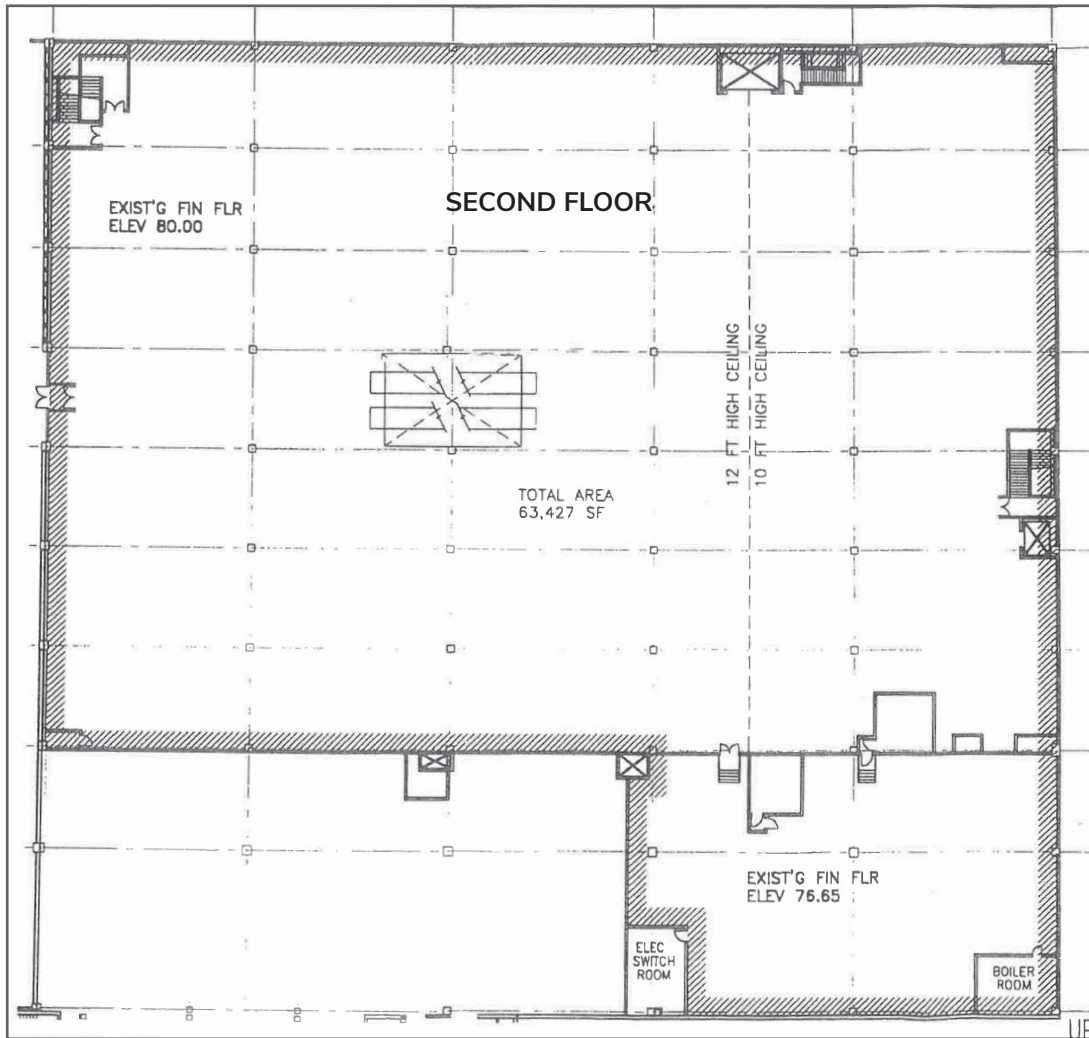 SECOND FLOOR
EXIST'G FIN FLR
ELEV 80.00
12 FT HIGH CEILING
10 FT HIGH CEILING
TOTAL AREA
63,427 SF
EXIST'G FIN FLR
ELEV 76.65
ELEC
SWITCH
ROOM
BOILER
ROOM